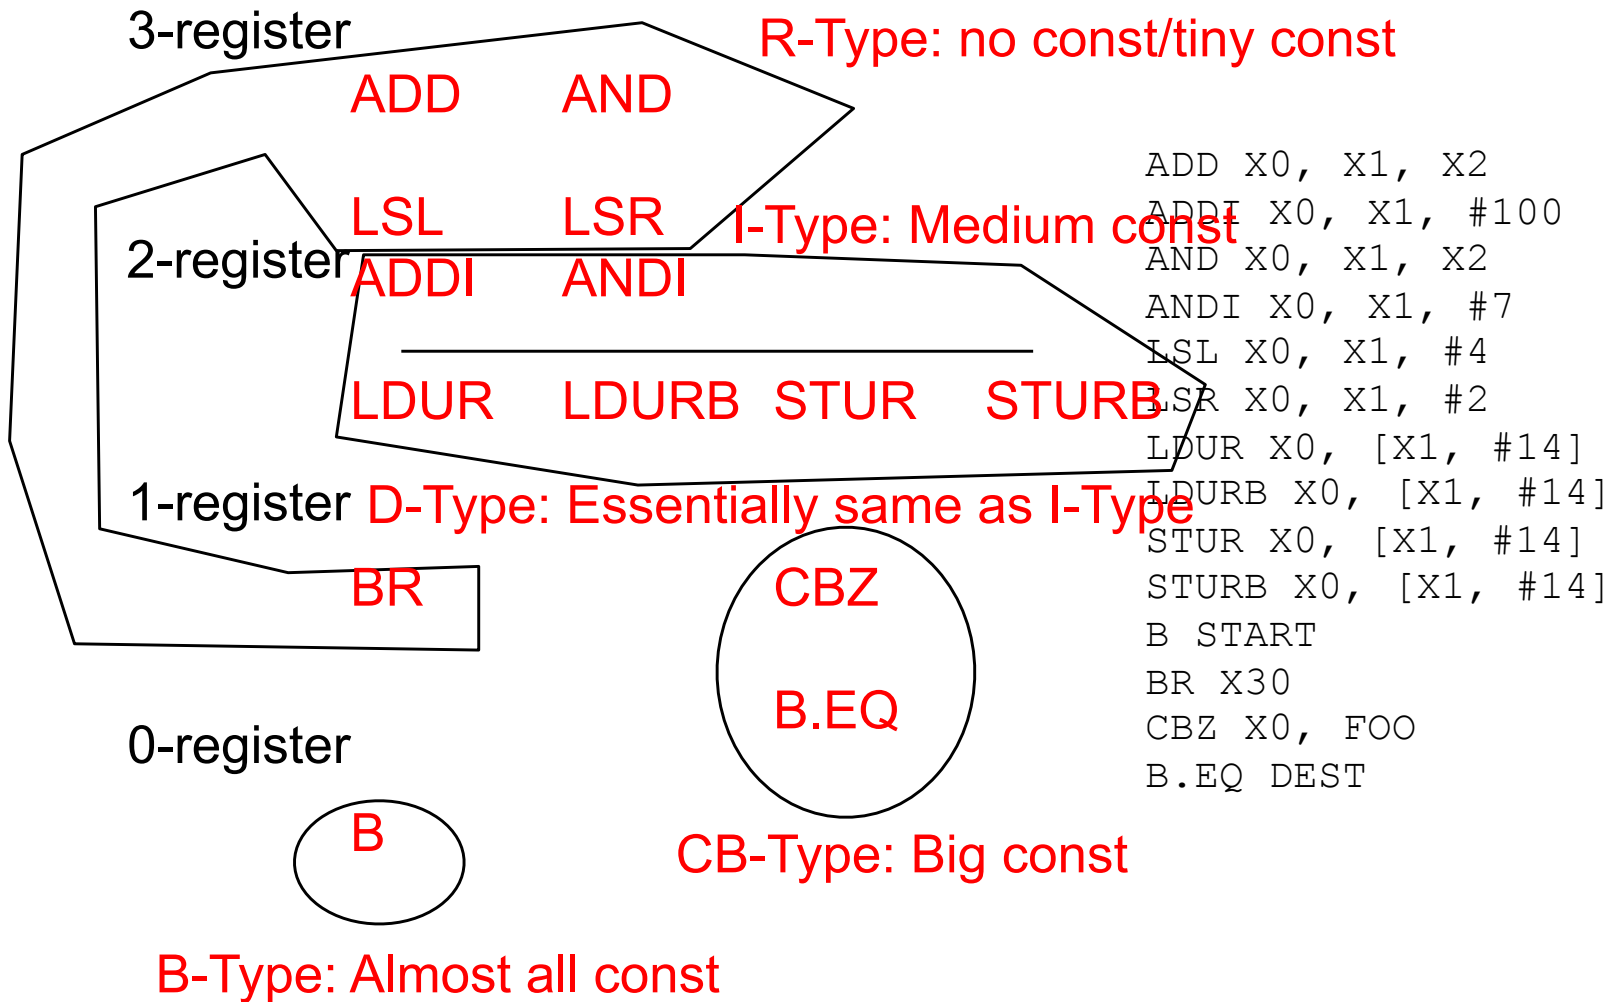 3-register
R-Type: no const/tiny const
ADD AND
LSL LSR
2-register
I-Type: Medium const
ADDI ANDI
LDUR LDURB STUR STURB
1-register
D-Type: Essentially same as I-Type
BR
CBZ
B.EQ
0-register
B
CB-Type: Big const
B-Type: Almost all const
ADD X0, X1, X2
ADDI X0, X1, #100
AND X0, X1, X2
ANDI X0, X1, #7
LSL X0, X1, #4
LSR X0, X1, #2
LDUR X0, [X1, #14]
LDURB X0, [X1, #14]
STUR X0, [X1, #14]
STURB X0, [X1, #14]
B START
BR X30
CBZ X0, FOO
B.EQ DEST